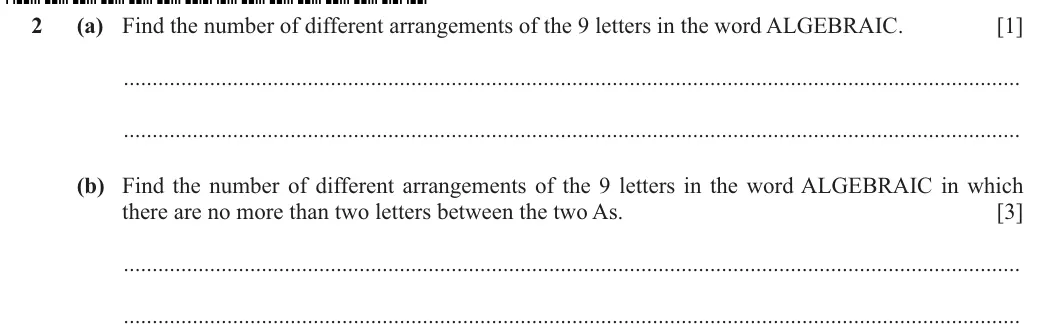 2 (a) Find the number of different arrangements of the 9 letters in the word ALGEBRAIC. [1]
(b) Find the number of different arrangements of the 9 letters in the word ALGEBRAIC in which
there are no more than two letters between the two As. [3]